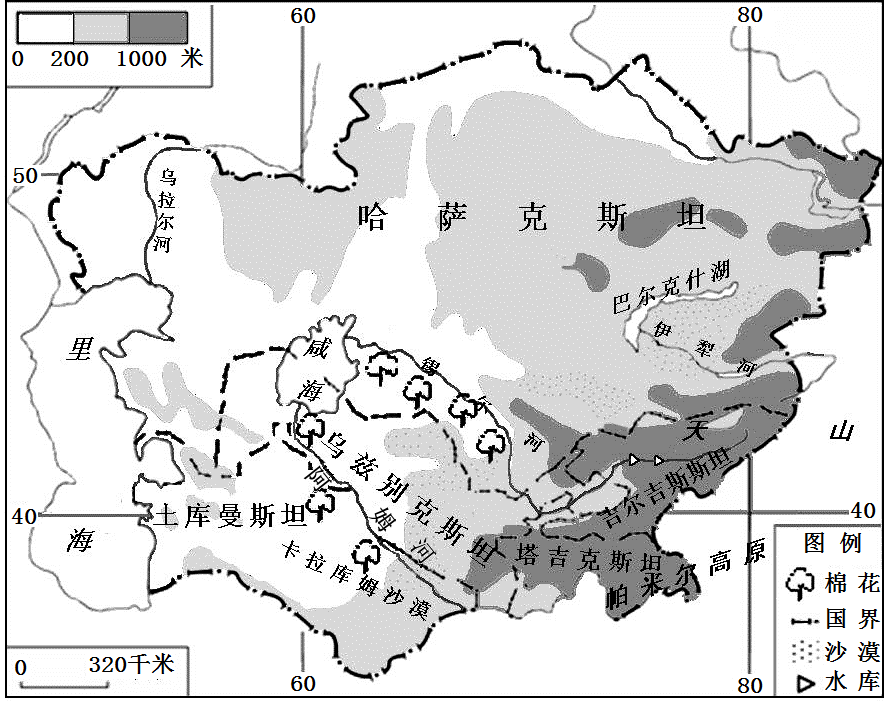 60
80
0 200 1000 米
50
乌拉尔河
哈萨克斯坦
巴尔克什湖
伊犁河
里海
咸海
锡尔河
天山
乌兹别克斯坦
阿姆河
吉尔吉斯斯坦
40
土库曼斯坦
40
塔吉克斯坦
卡拉库姆沙漠
帕米尔高原
图例
棉花
国界
沙漠
水库
0 320千米
60
80